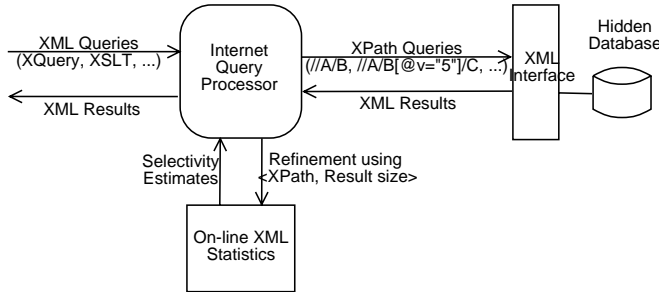 XML Queries
(XQuery, XSLT, ...)
XML Results
Internet
Query
Processor
XPath Queries
(//A/B, //A/B[@v="5"]/C, ...)
XML Results
XML
Interface
Hidden
Database
Selectivity
Estimates
Refinement using
<XPath, Result size>
On-line XML
Statistics